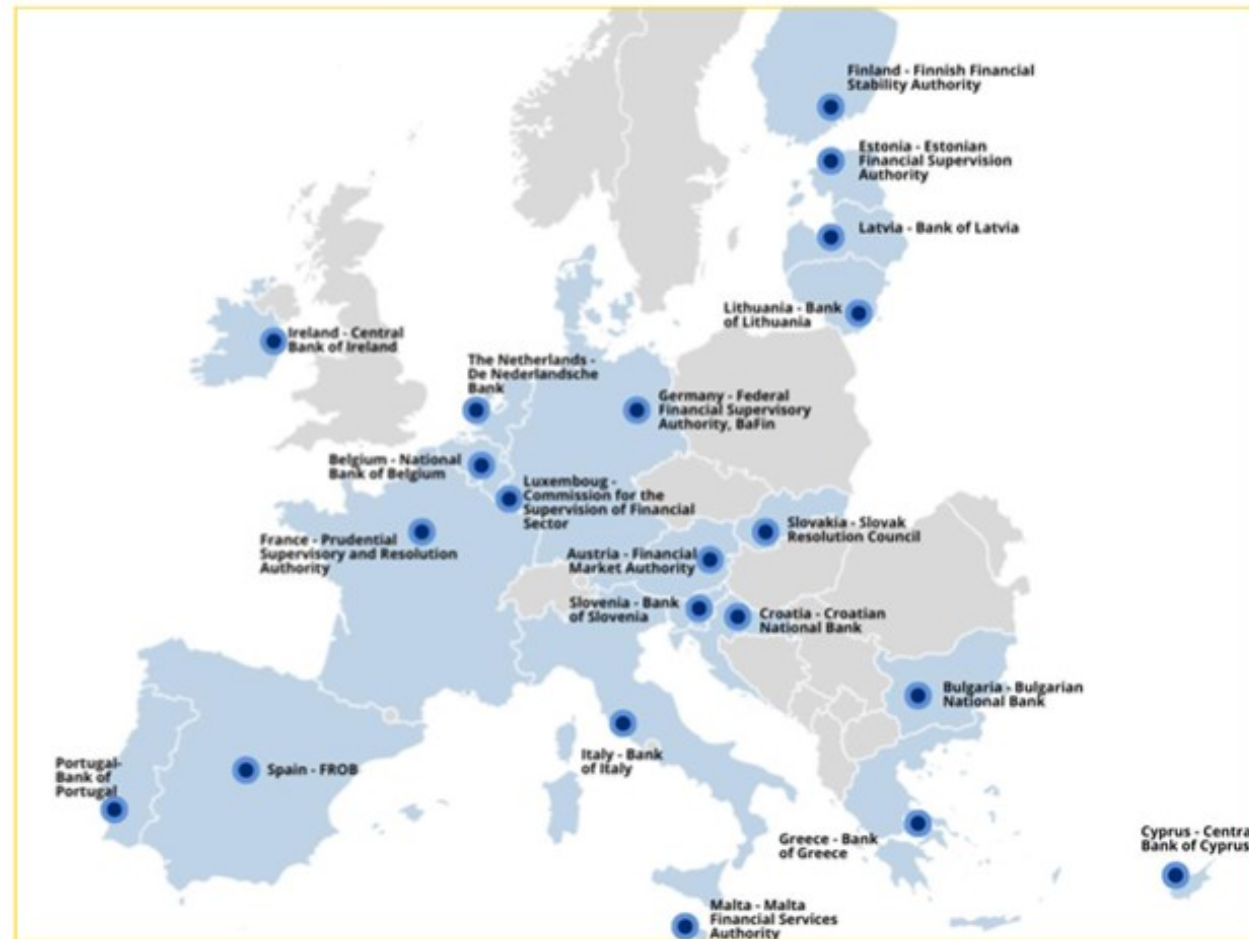 Finland - Finnish Financial
Stability Authority
Estonia - Estonian
Financial Supervision
Authority
Latvia - Bank of Latvia
Lithuania - Bank
of Lithuania
Ireland - Central
Bank of Ireland
The Netherlands -
De Nederlandsche
Bank
Germany - Federal
Financial Supervisory
Authority, BaFin
Belgium - National
Bank of Belgium
Luxemboug -
Commission for the
Supervision of Financial
Sector
France - Prudential
Supervisory and Resolution
Authority
Slovakia - Slovak
Resolution Council
Austria - Financial
Market Authority
Slovenia - Bank
of Slovenia
Croatia - Croatian
National Bank
Bulgaria - Bulgarian
National Bank
Italy - Bank
of Italy
Portugal-
Bank of
Portugal
Spain - FROB
Greece - Bank
of Greece
Cyprus - Centra
Bank of Cyprus
Malta - Malta
Financial Services
Authority